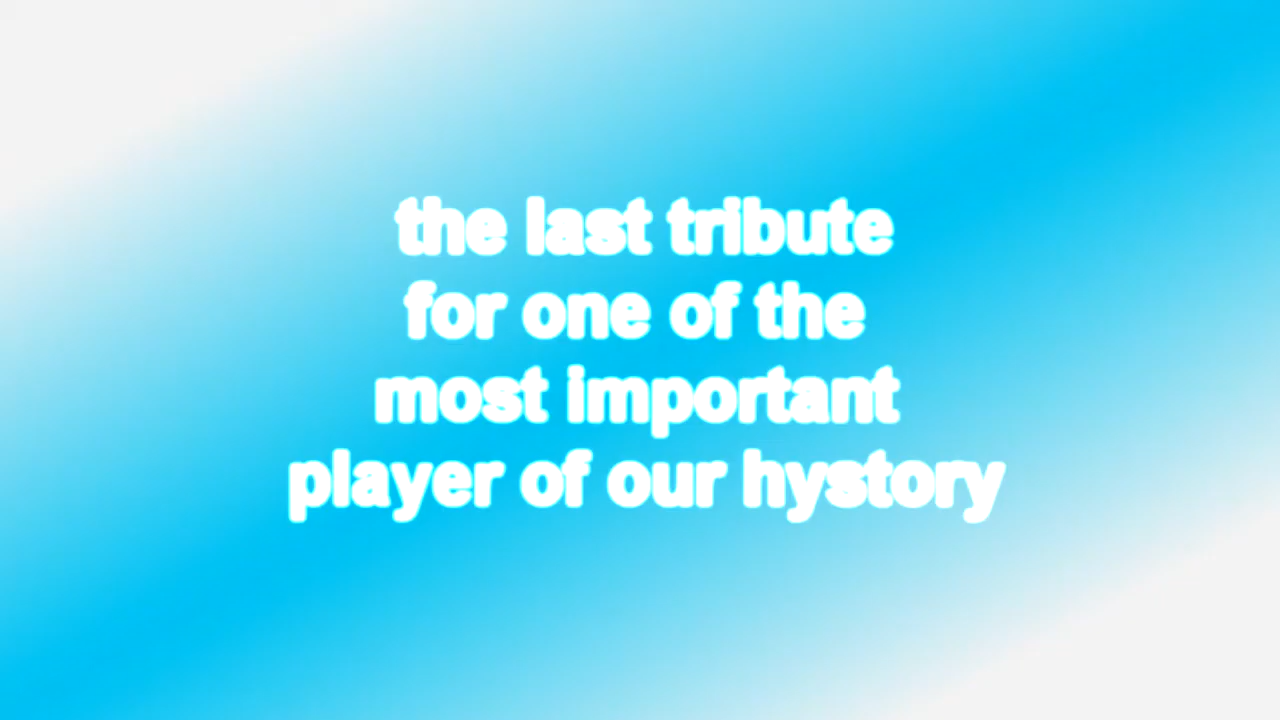 the last tribute
for one of the
most important
player of our hystory